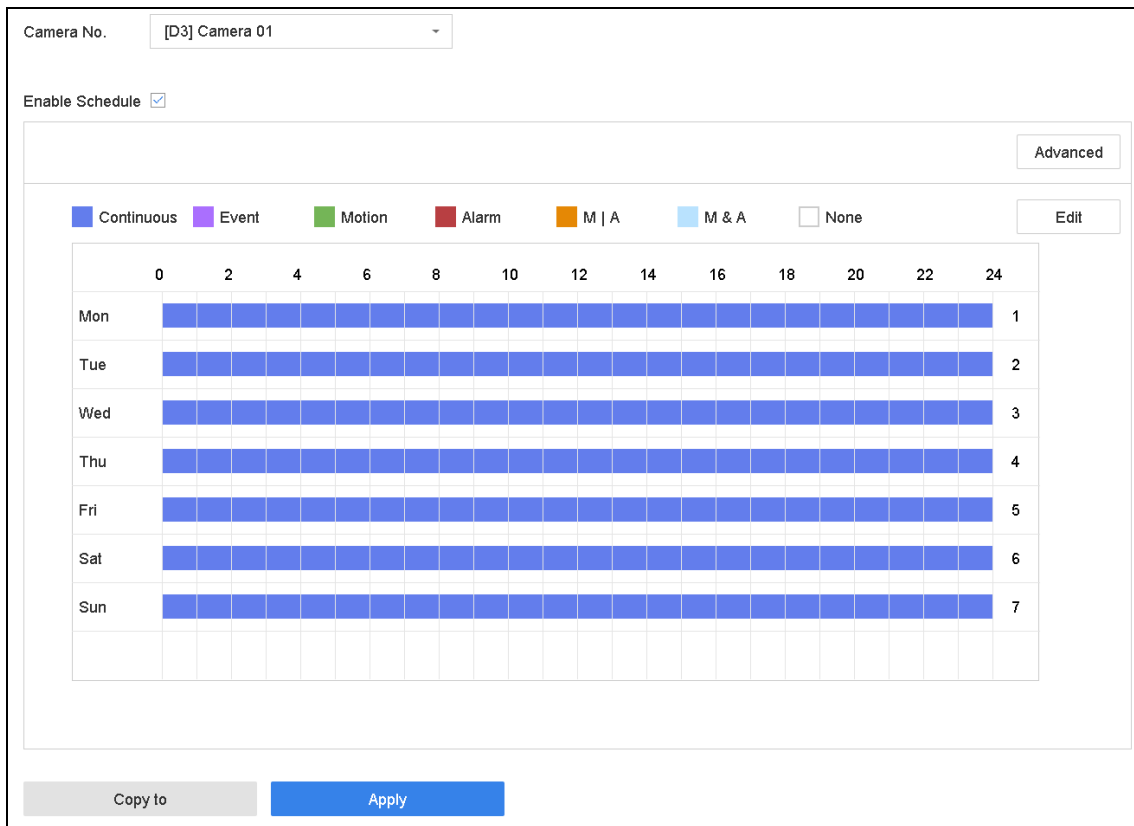 Camera No. [D3] Camera 01
Enable Schedule
Advanced
Continuous Event Motion Alarm M | A M & A None Edit
0 2 4 6 8 10 12 14 16 18 20 22 24
Mon 1
Tue 2
Wed 3
Thu 4
Fri 5
Sat 6
Sun 7
Copy to Apply